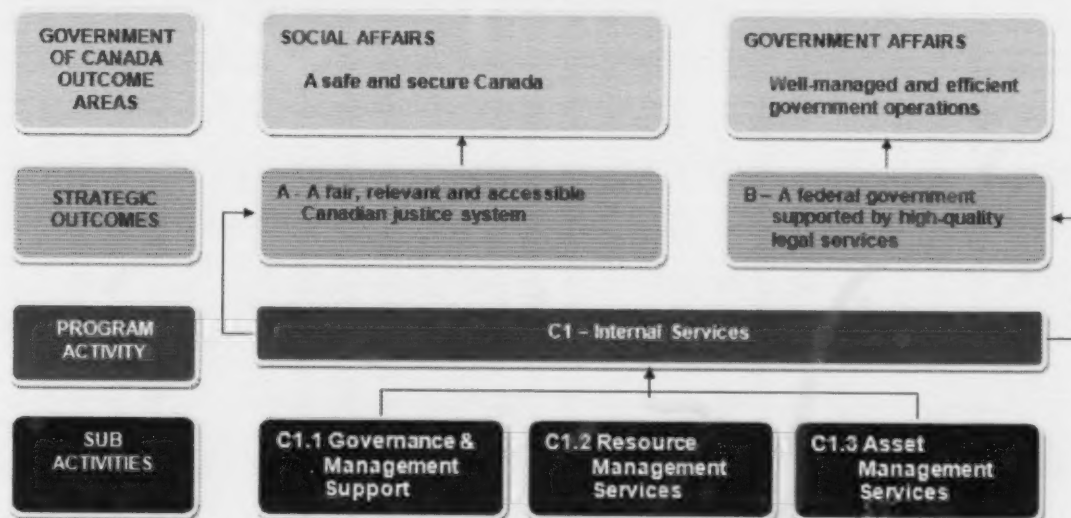 GOVERNMENT
OF CANADA
OUTCOME
AREAS
SOCIAL AFFAIRS
A safe and secure Canada
GOVERNMENT AFFAIRS
Well-managed and efficient
government operations
STRATEGIC
OUTCOMES
A - A fair, relevant and accessible
Canadian justice system
B – A federal government
supported by high-quality
legal services
PROGRAM
ACTIVITY
C1 – Internal Services
SUB
ACTIVITIES
C1.1 Governance &
Management
Support
C1.2 Resource
Management
Services
C1.3 Asset
Management
Services